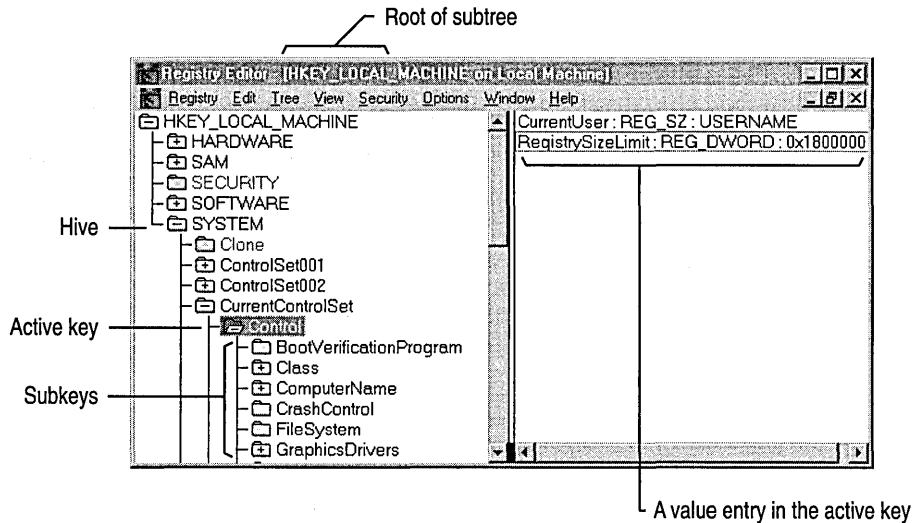 Root of subtree
Registry Editor - [HKEY_LOCAL_MACHINE on Local Machine]
Registry Edit Tree View Security Options Window Help
HKEY_LOCAL_MACHINE
HARDWARE
SAM
SECURITY
SOFTWARE
Hive
SYSTEM
Clone
ControlSet001
ControlSet002
CurrentControlSet
Active key
Control
Subkeys
BootVerificationProgram
Class
ComputerName
CrashControl
FileSystem
GraphicsDrivers
CurrentUser : REG_SZ : USERNAME
RegistrySizeLimit : REG_DWORD : 0x1800000
A value entry in the active key